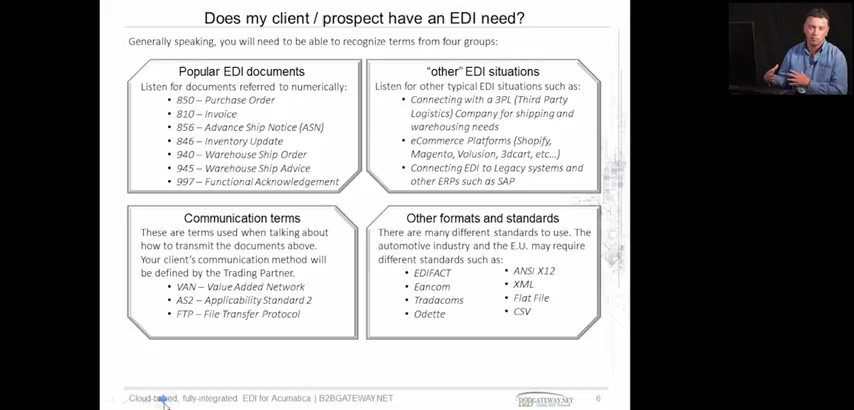 Does my client / prospect have an EDI need?
Generally speaking, you will need to be able to recognize terms from four groups:
Popular EDI documents
Listen for documents referred to numerically:
• 850 – Purchase Order
• 810 – Invoice
• 856 – Advance Ship Notice (ASN)
• 846 – Inventory Update
• 940 – Warehouse Ship Order
• 945 – Warehouse Ship Advice
• 997 – Functional Acknowledgement
"other" EDI situations
Listen for other typical EDI situations such as:
• Connecting with a 3PL (Third Party
Logistics) Company for shipping and
warehousing needs
• eCommerce Platforms (Shopify,
Magento, Volusion, 3dcart, etc...)
• Connecting EDI to Legacy systems and
other ERPs such as SAP
Communication terms
These are terms used when talking about
how to transmit the documents above.
Your client's communication method will
be defined by the Trading Partner.
• VAN – Value Added Network
• AS2 – Applicability Standard 2
• FTP – File Transfer Protocol
Other formats and standards
There are many different standards to use. The
automotive industry and the E.U. may require
different standards such as:
• EDIFACT
• Eancom
• Tradacoms
• Odette
• ANSI X12
• XML
• Flat File
• CSV
Cloud-based, fully-integrated EDI for Acumatica | B2BGATEWAY.NET
B2BGATEWAY.NET
6